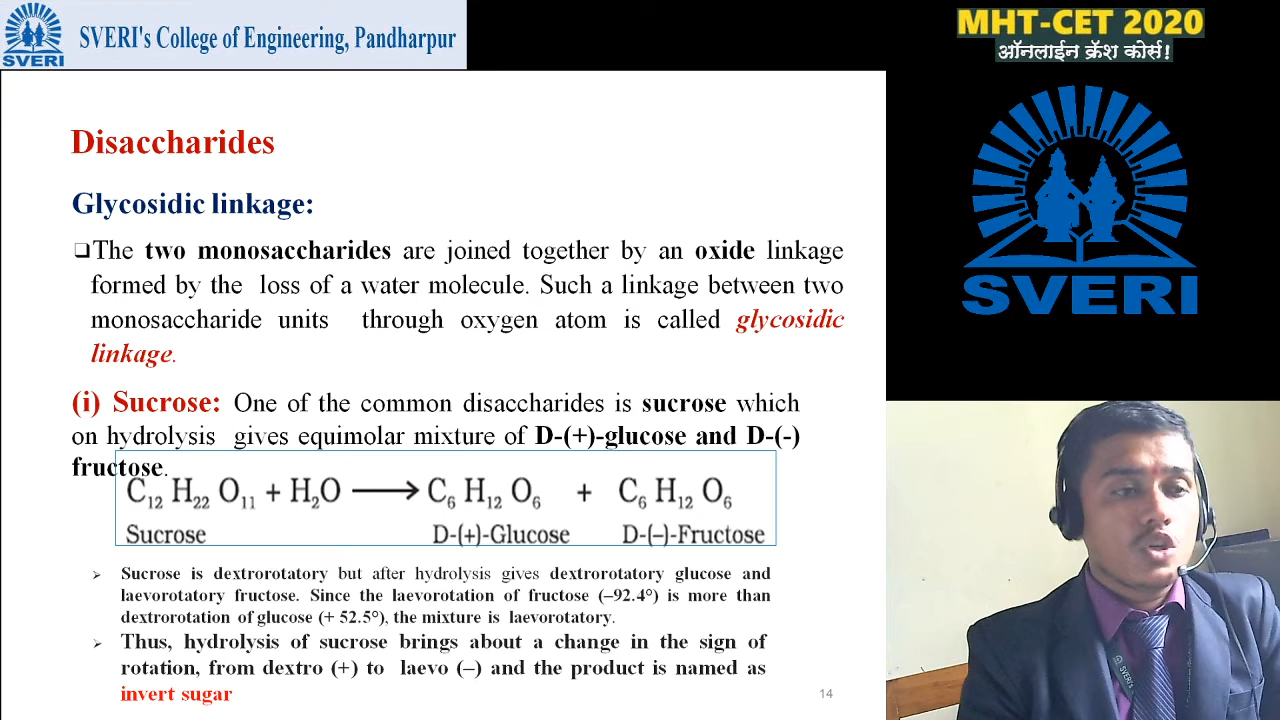 SVERI
SVERI's College of Engineering, Pandharpur
MHT-CET 2020
ऑनलाईन क्रॅश कोर्स!
SVERI
Disaccharides
Glycosidic linkage:
❑The two monosaccharides are joined together by an oxide linkage
formed by the loss of a water molecule. Such a linkage between two
monosaccharide units through oxygen atom is called glycosidic
linkage.
(i) Sucrose: One of the common disaccharides is sucrose which
on hydrolysis gives equimolar mixture of D-(+)-glucose and D-(-)
fructose.
C₁₂ H₂₂ O₁₁ + H₂O ⟶ C₆ H₁₂ O₆ + C₆ H₁₂ O₆
Sucrose D-(+)-Glucose D-(–)-Fructose
➢ Sucrose is dextrorotatory but after hydrolysis gives dextrorotatory glucose and
laevorotatory fructose. Since the laevorotation of fructose (–92.4°) is more than
dextrorotation of glucose (+ 52.5°), the mixture is laevorotatory.
➢ Thus, hydrolysis of sucrose brings about a change in the sign of
rotation, from dextro (+) to laevo (–) and the product is named as
invert sugar
14